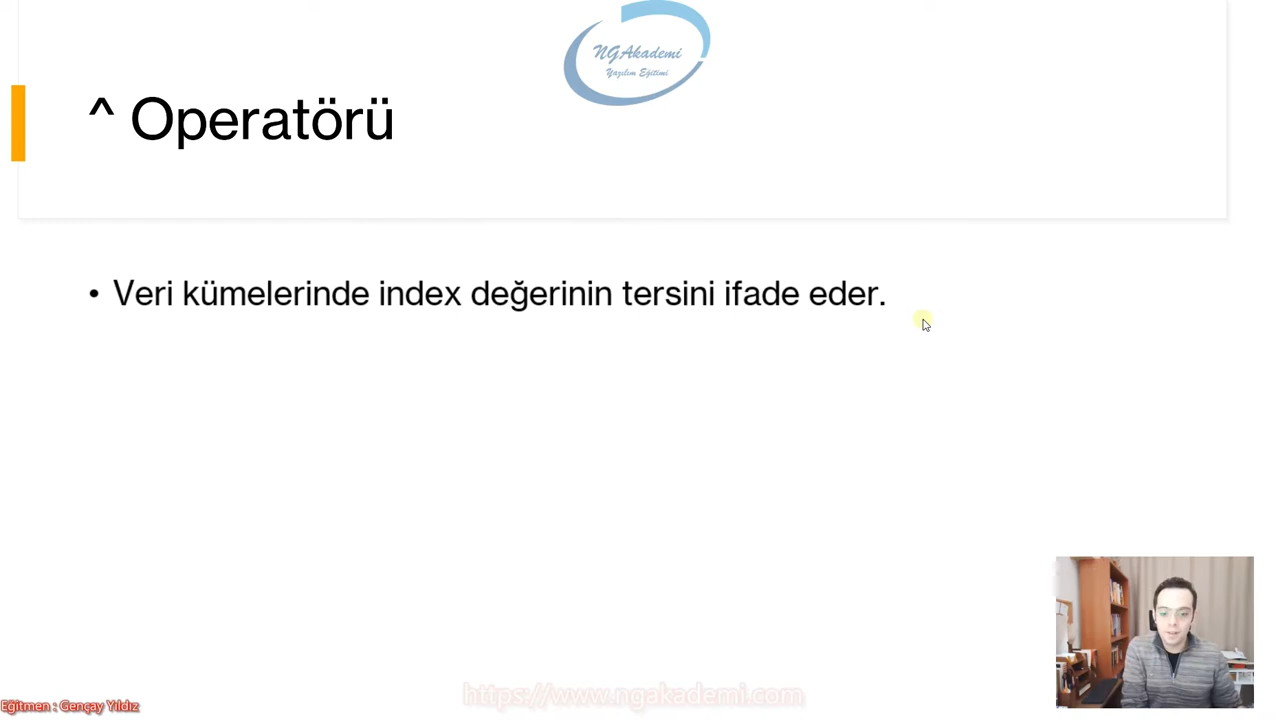 NGAkademi
Yazılım Eğitimi
^ Operatörü
• Veri kümelerinde index değerinin tersini ifade eder.
https://www.ngakademi.com
Eğitmen : Gençay Yıldız